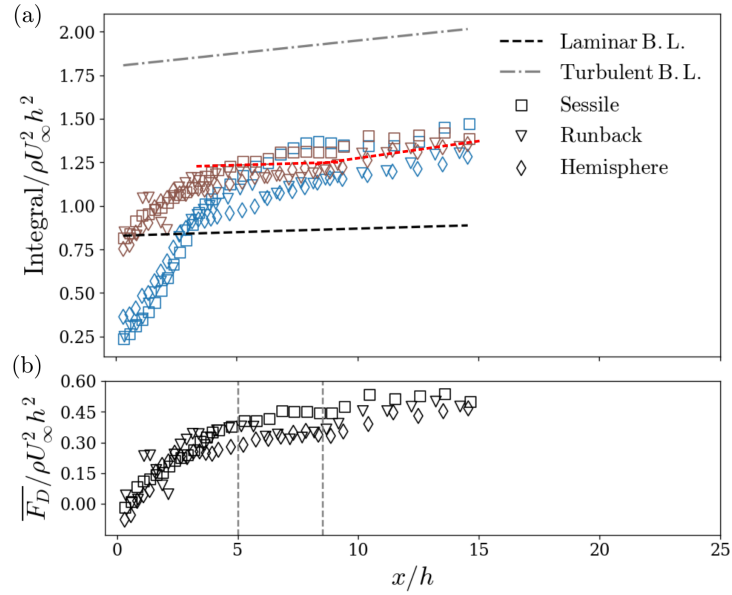 (a)
Integral/ρU²∞h²
2.00
1.75
1.50
1.25
1.00
0.75
0.50
0.25
Laminar B.L.
Turbulent B.L.
Sessile
Runback
Hemisphere
(b)
F̅_D̅/ρU²∞h²
0.60
0.45
0.30
0.15
0.00
0
5
10
15
20
25
x/h